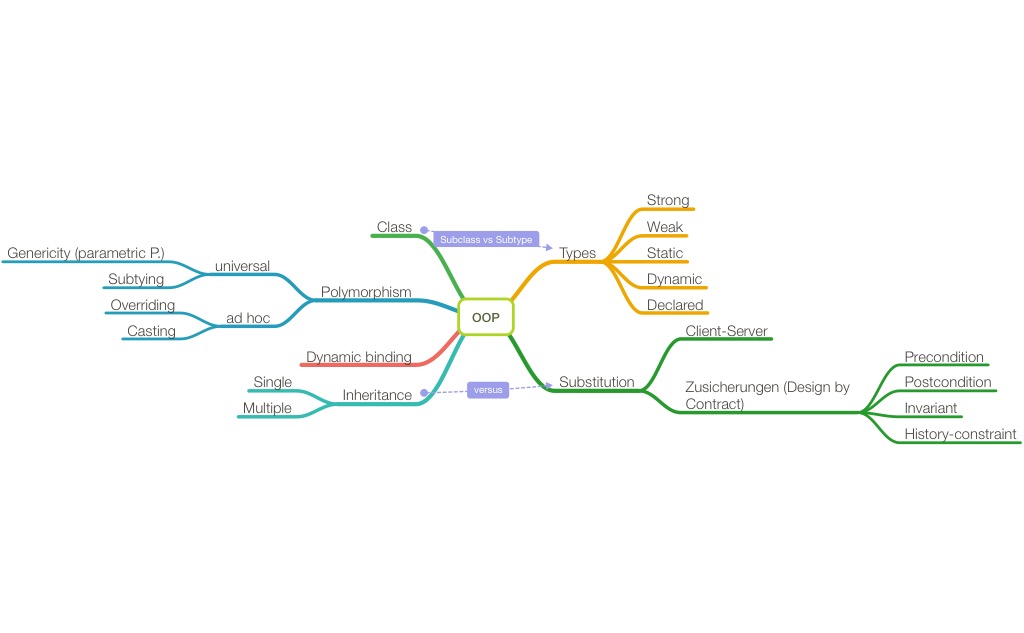 OOP
Class
Subclass vs Subtype
Types
Strong
Weak
Static
Dynamic
Declared
Polymorphism
universal
Genericity (parametric P.)
Subtying
ad hoc
Overriding
Casting
Dynamic binding
Inheritance
Single
Multiple
versus
Substitution
Client-Server
Zusicherungen (Design by
Contract)
Precondition
Postcondition
Invariant
History-constraint